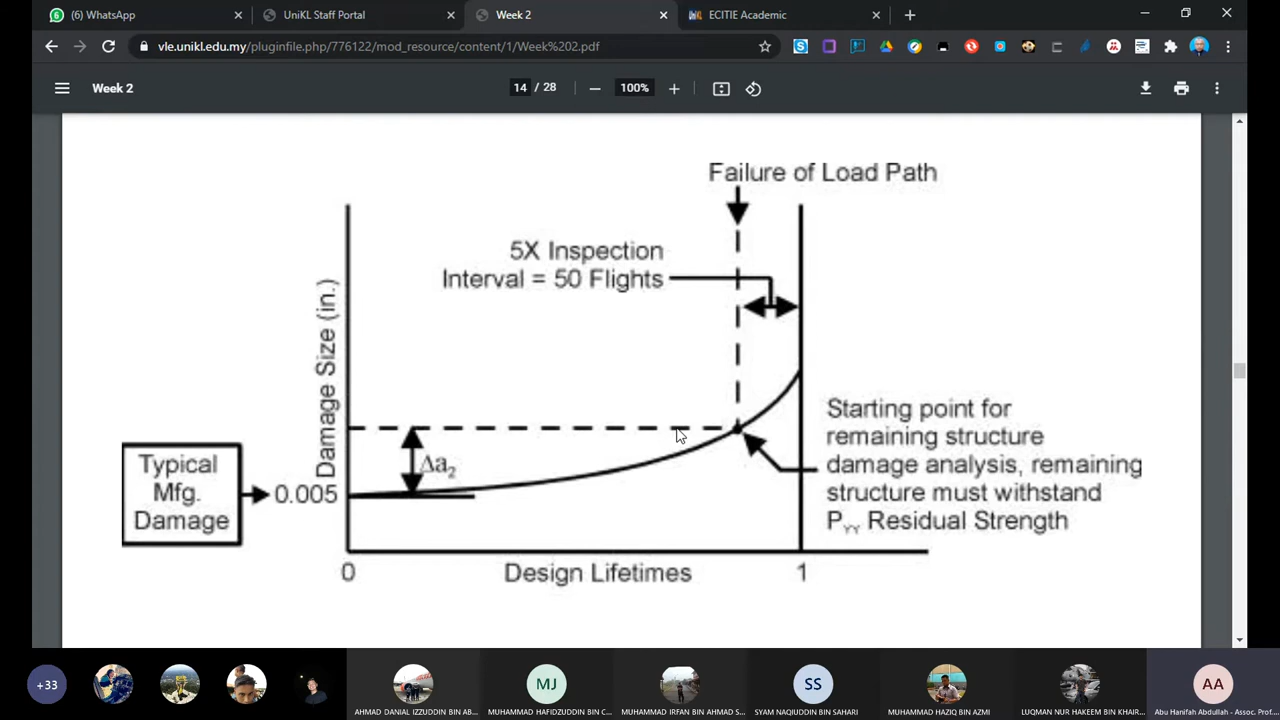 (6) WhatsApp
UniKL Staff Portal
Week 2
ECITIE Academic
vle.unikl.edu.my/pluginfile.php/776122/mod_resource/content/1/Week%202.pdf
Week 2
14 / 28
100%
Failure of Load Path
5X Inspection
Interval = 50 Flights
Damage Size (in.)
Typical
Mfg.
Damage
0.005
Δa₂
Starting point for
remaining structure
damage analysis, remaining
structure must withstand
Pᵧᵧ Residual Strength
0
Design Lifetimes
1
+33
MJ
SS
AA
AHMAD DANIAL IZZUDDIN BIN AB...
MUHAMMAD HAFIDZUDDIN BIN C...
MUHAMMAD IRFAN BIN AHMAD S...
SYAM NAQIUDDIN BIN SAHARI
MUHAMMAD HAZIQ BIN AZMI
LUQMAN NUR HAKEEM BIN KHAIR...
Abu Hanifah Abdullah - Assoc. Prof...